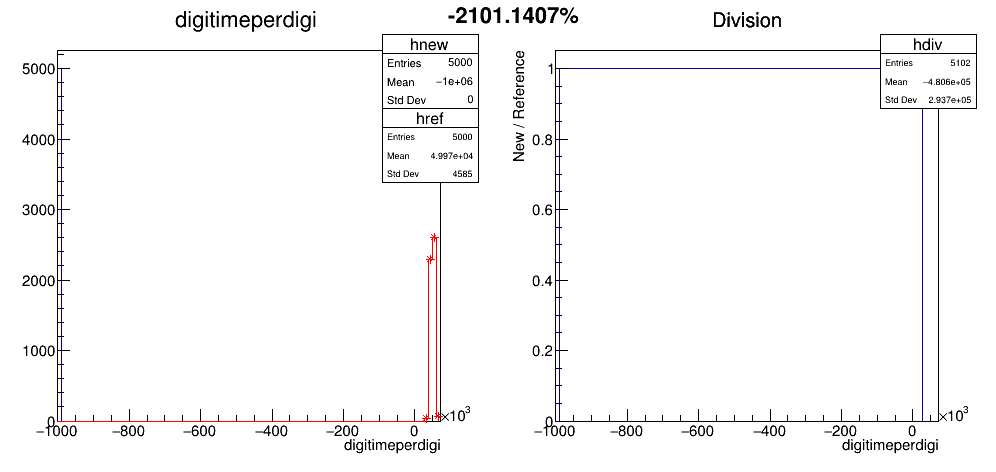 -2101.1407%
digitimeperdigi
hnew
Entries 5000
Mean −1e+06
Std Dev 0
href
Entries 5000
Mean 4.997e+04
Std Dev 4585
5000
4000
3000
2000
1000
0
−1000 −800 −600 −400 −200 0 ×10³
digitimeperdigi
Division
hdiv
Entries 5102
Mean −4.806e+05
Std Dev 2.937e+05
New / Reference
1
0.8
0.6
0.4
0.2
0
−1000 −800 −600 −400 −200 0 ×10³
digitimeperdigi